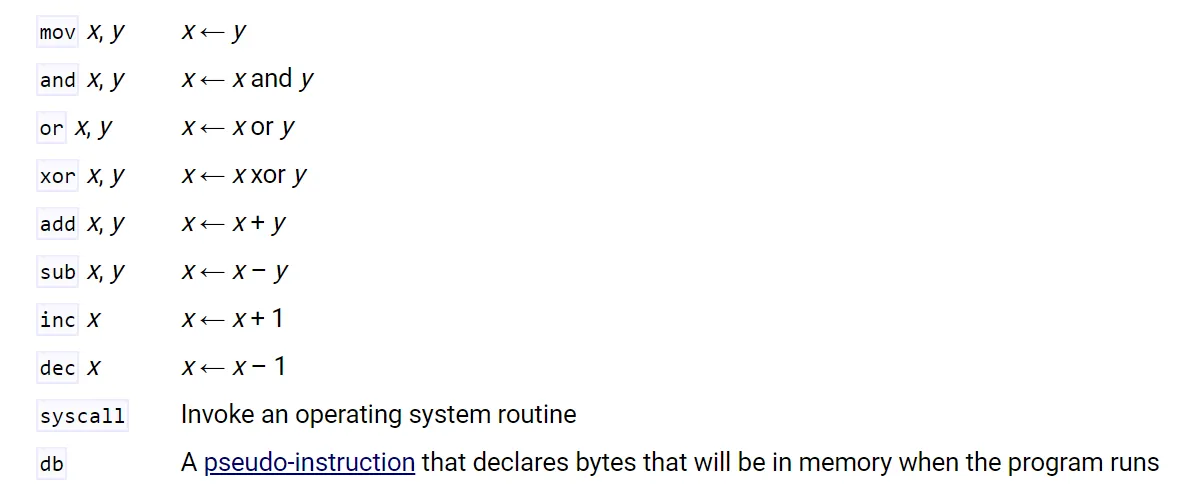 mov x, y x ← y
and x, y x ← x and y
or x, y x ← x or y
xor x, y x ← x xor y
add x, y x ← x + y
sub x, y x ← x − y
inc x x ← x + 1
dec x x ← x − 1
syscall Invoke an operating system routine
db A pseudo-instruction that declares bytes that will be in memory when the program runs